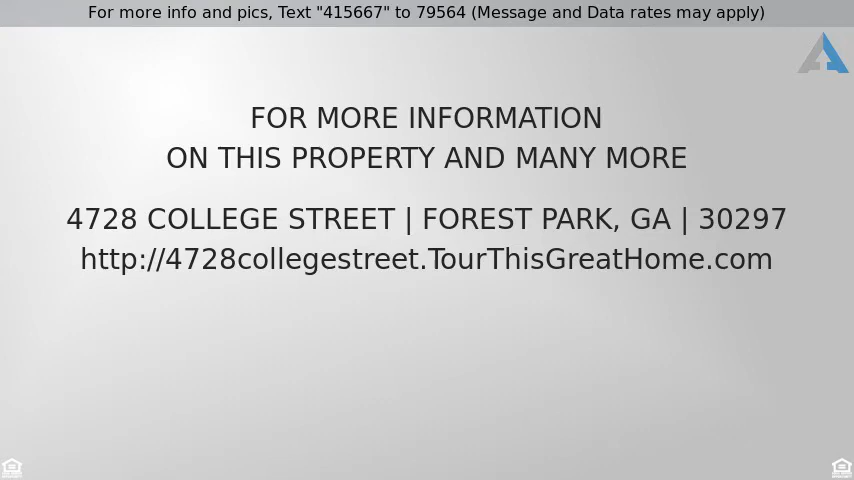 For more info and pics, Text "415667" to 79564 (Message and Data rates may apply)
FOR MORE INFORMATION
ON THIS PROPERTY AND MANY MORE
4728 COLLEGE STREET | FOREST PARK, GA | 30297
http://4728collegestreet.TourThisGreatHome.com